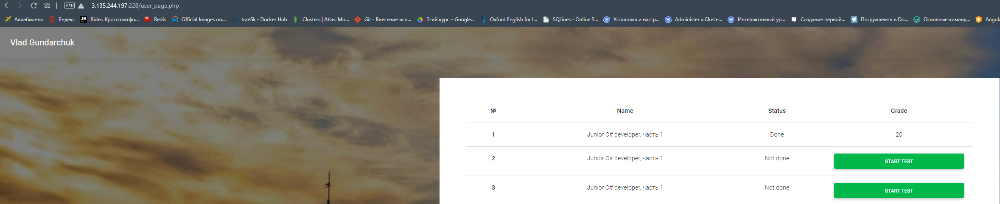 VPN 3.135.244.197:228/user_page.php
Авиабилеты Яндекс JB Rider. Кроссплатфо... Redis Official Images on... traefik - Docker Hub Clusters | Atlas: Mo... Git - Внесение исп... 3-ий курс – Google... Oxford English for I... SQLines - Online S... Установка и настр... Administer a Cluste... Интерактивный ур... Создание первой... Погружаемся в Do... Основные команд... Angula
Vlad Gundarchuk
№ Name Status Grade
1 Junior C# developer, часть 1 Done 20
2 Junior C# developer, часть 1 Not done START TEST
3 Junior C# developer, часть 1 Not done START TEST